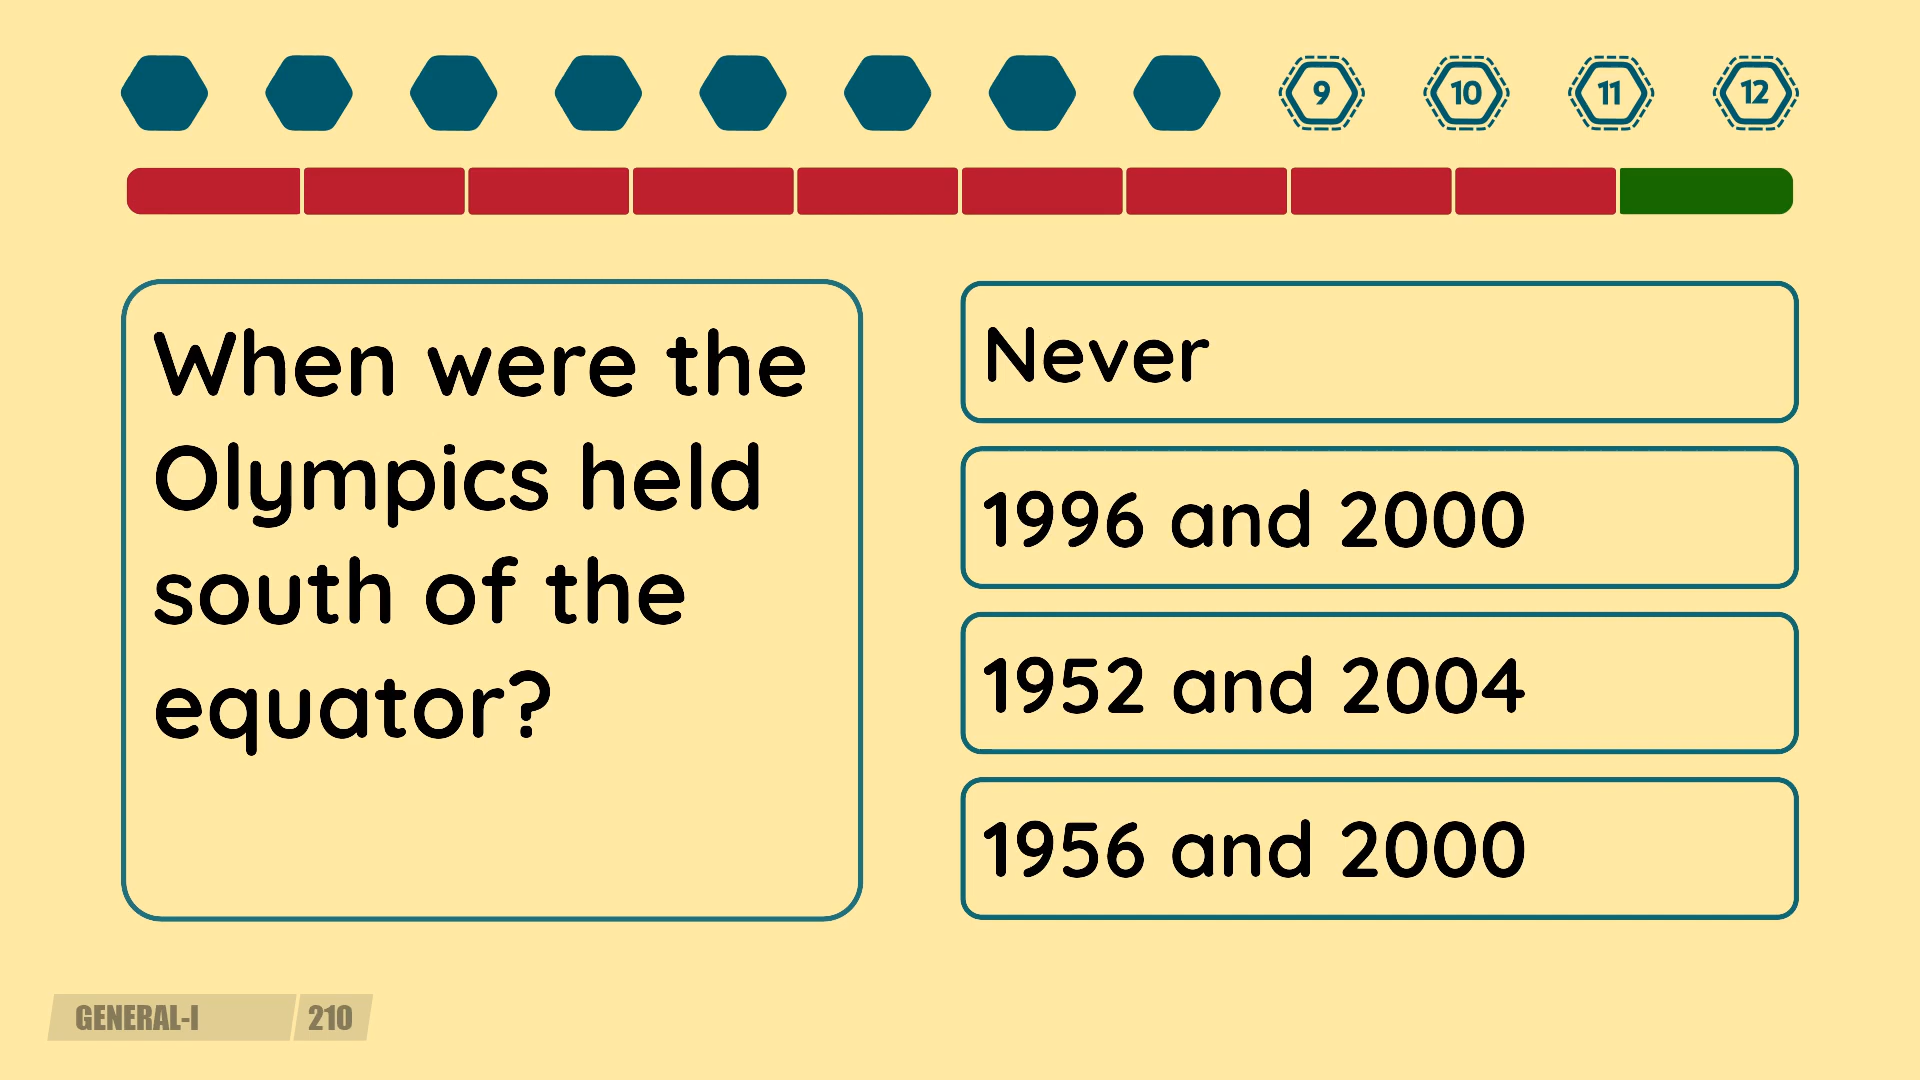 9
10
11
12
When were the
Olympics held
south of the
equator?
Never
1996 and 2000
1952 and 2004
1956 and 2000
GENERAL-I 210